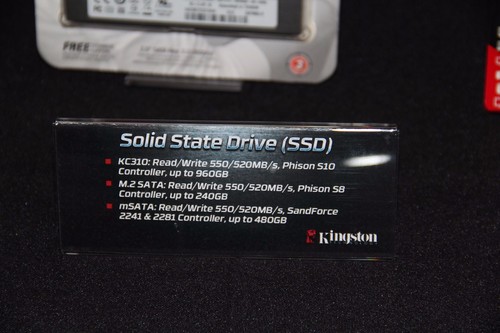 FREE
Solid State Drive (SSD)
KC310: Read/Write 550/520MB/s, Phison S10
Controller, up to 960GB
M.2 SATA: Read/Write 550/520MB/s, Phison S8
Controller, up to 240GB
mSATA: Read/Write 550/520MB/s, SandForce
2241 & 2281 Controller, up to 480GB
Kingston